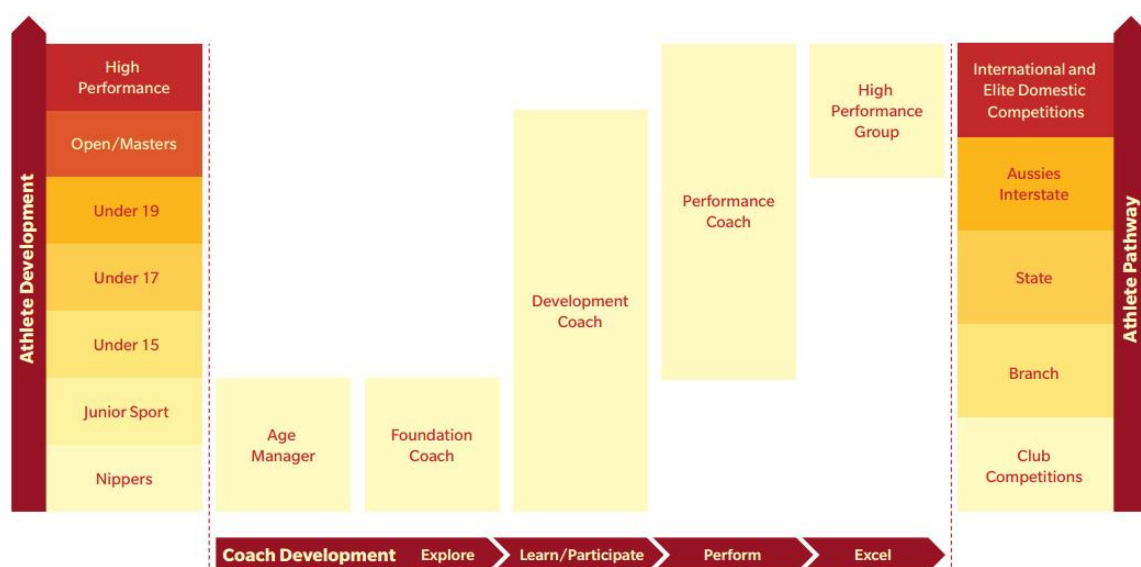 Athlete Development
High
Performance
Open/Masters
Under 19
Under 17
Under 15
Junior Sport
Nippers
Age
Manager
Foundation
Coach
Development
Coach
Performance
Coach
High
Performance
Group
International and
Elite Domestic
Competitions
Aussies
Interstate
State
Branch
Club
Competitions
Athlete Pathway
Coach Development Explore Learn/Participate Perform Excel